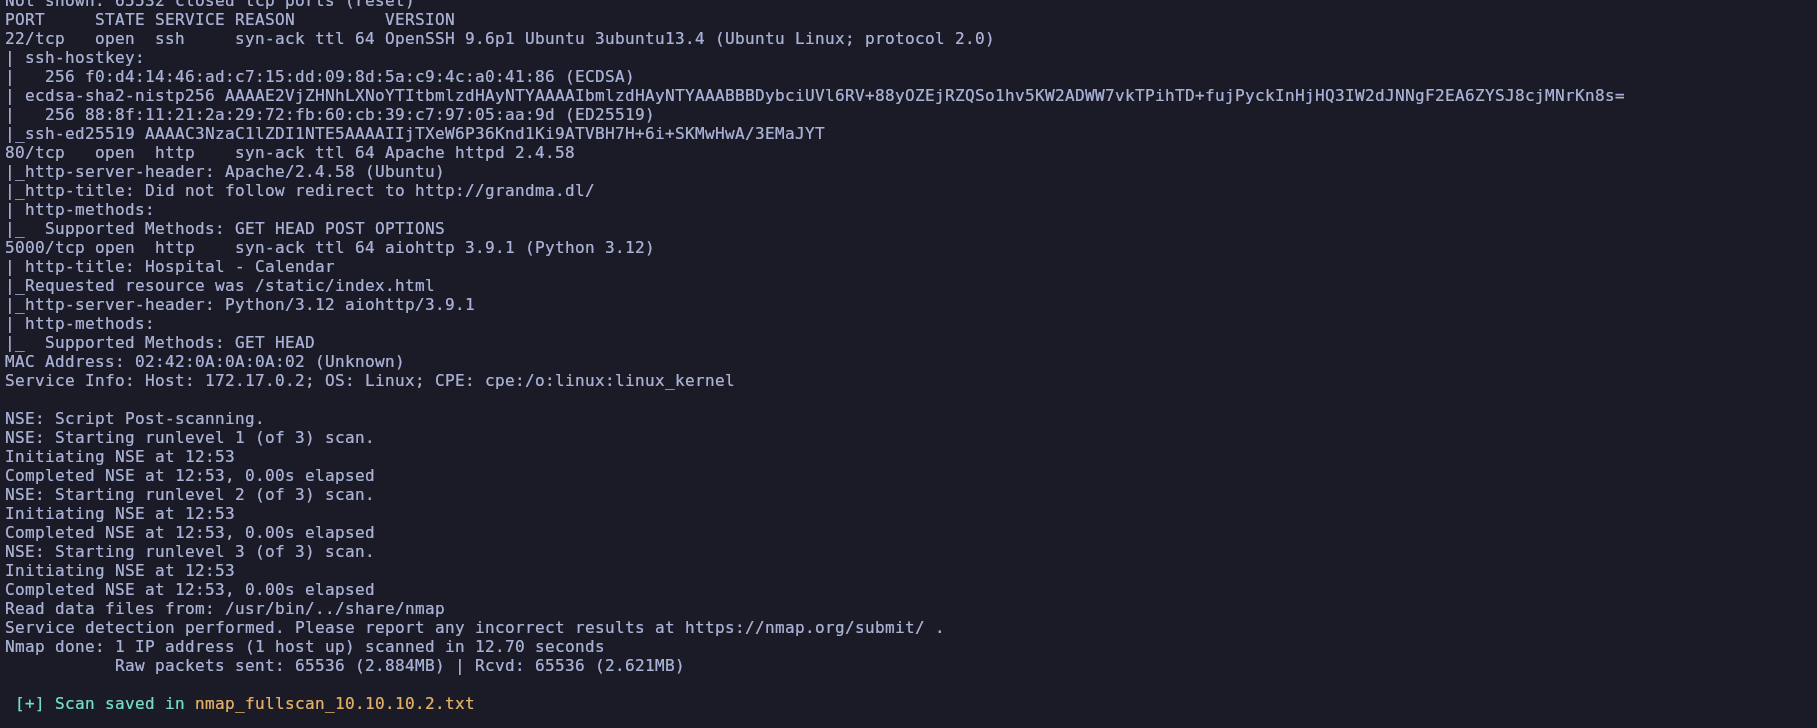 Not shown: 65532 closed tcp ports (reset)
PORT     STATE SERVICE REASON         VERSION
22/tcp   open  ssh     syn-ack ttl 64 OpenSSH 9.6p1 Ubuntu 3ubuntu13.4 (Ubuntu Linux; protocol 2.0)
| ssh-hostkey:
|   256 f0:d4:14:46:ad:c7:15:dd:09:8d:5a:c9:4c:a0:41:86 (ECDSA)
| ecdsa-sha2-nistp256 AAAAE2VjZHNhLXNoYTItbmlzdHAyNTYAAAAIbmlzdHAyNTYAAABBBDybciUVl6RV+88yOZEjRZQSo1hv5KW2ADWW7vkTPihTD+fujPyckInHjHQ3IW2dJNNgF2EA6ZYSJ8cjMNrKn8s=
|   256 88:8f:11:21:2a:29:72:fb:60:cb:39:c7:97:05:aa:9d (ED25519)
|_ssh-ed25519 AAAAC3NzaC1lZDI1NTE5AAAAIIjTXeW6P36Knd1Ki9ATVBH7H+6i+SKMwHwA/3EMaJYT
80/tcp   open  http    syn-ack ttl 64 Apache httpd 2.4.58
|_http-server-header: Apache/2.4.58 (Ubuntu)
|_http-title: Did not follow redirect to http://grandma.dl/
| http-methods:
|_  Supported Methods: GET HEAD POST OPTIONS
5000/tcp open  http    syn-ack ttl 64 aiohttp 3.9.1 (Python 3.12)
| http-title: Hospital - Calendar
|_Requested resource was /static/index.html
|_http-server-header: Python/3.12 aiohttp/3.9.1
| http-methods:
|_  Supported Methods: GET HEAD
MAC Address: 02:42:0A:0A:0A:02 (Unknown)
Service Info: Host: 172.17.0.2; OS: Linux; CPE: cpe:/o:linux:linux_kernel

NSE: Script Post-scanning.
NSE: Starting runlevel 1 (of 3) scan.
Initiating NSE at 12:53
Completed NSE at 12:53, 0.00s elapsed
NSE: Starting runlevel 2 (of 3) scan.
Initiating NSE at 12:53
Completed NSE at 12:53, 0.00s elapsed
NSE: Starting runlevel 3 (of 3) scan.
Initiating NSE at 12:53
Completed NSE at 12:53, 0.00s elapsed
Read data files from: /usr/bin/../share/nmap
Service detection performed. Please report any incorrect results at https://nmap.org/submit/ .
Nmap done: 1 IP address (1 host up) scanned in 12.70 seconds
           Raw packets sent: 65536 (2.884MB) | Rcvd: 65536 (2.621MB)

 [+] Scan saved in nmap_fullscan_10.10.10.2.txt